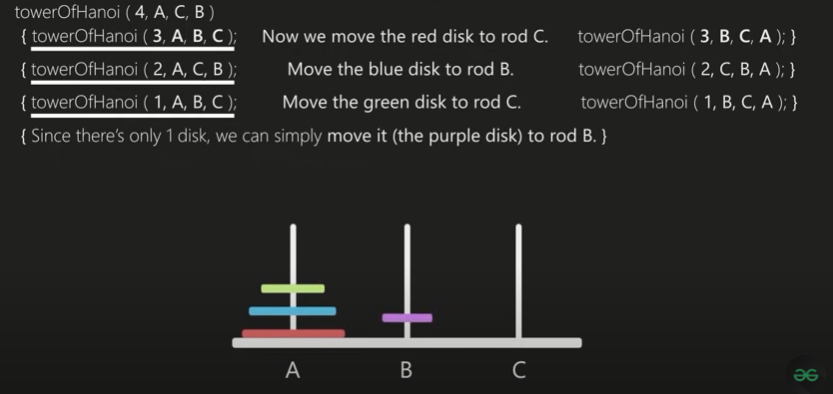 towerOfHanoi ( 4, A, C, B )
{ towerOfHanoi ( 3, A, B, C ); Now we move the red disk to rod C. towerOfHanoi ( 3, B, C, A ); }
{ towerOfHanoi ( 2, A, C, B ); Move the blue disk to rod B. towerOfHanoi ( 2, C, B, A ); }
{ towerOfHanoi ( 1, A, B, C ); Move the green disk to rod C. towerOfHanoi ( 1, B, C, A ); }
{ Since there's only 1 disk, we can simply move it (the purple disk) to rod B. }
A B C